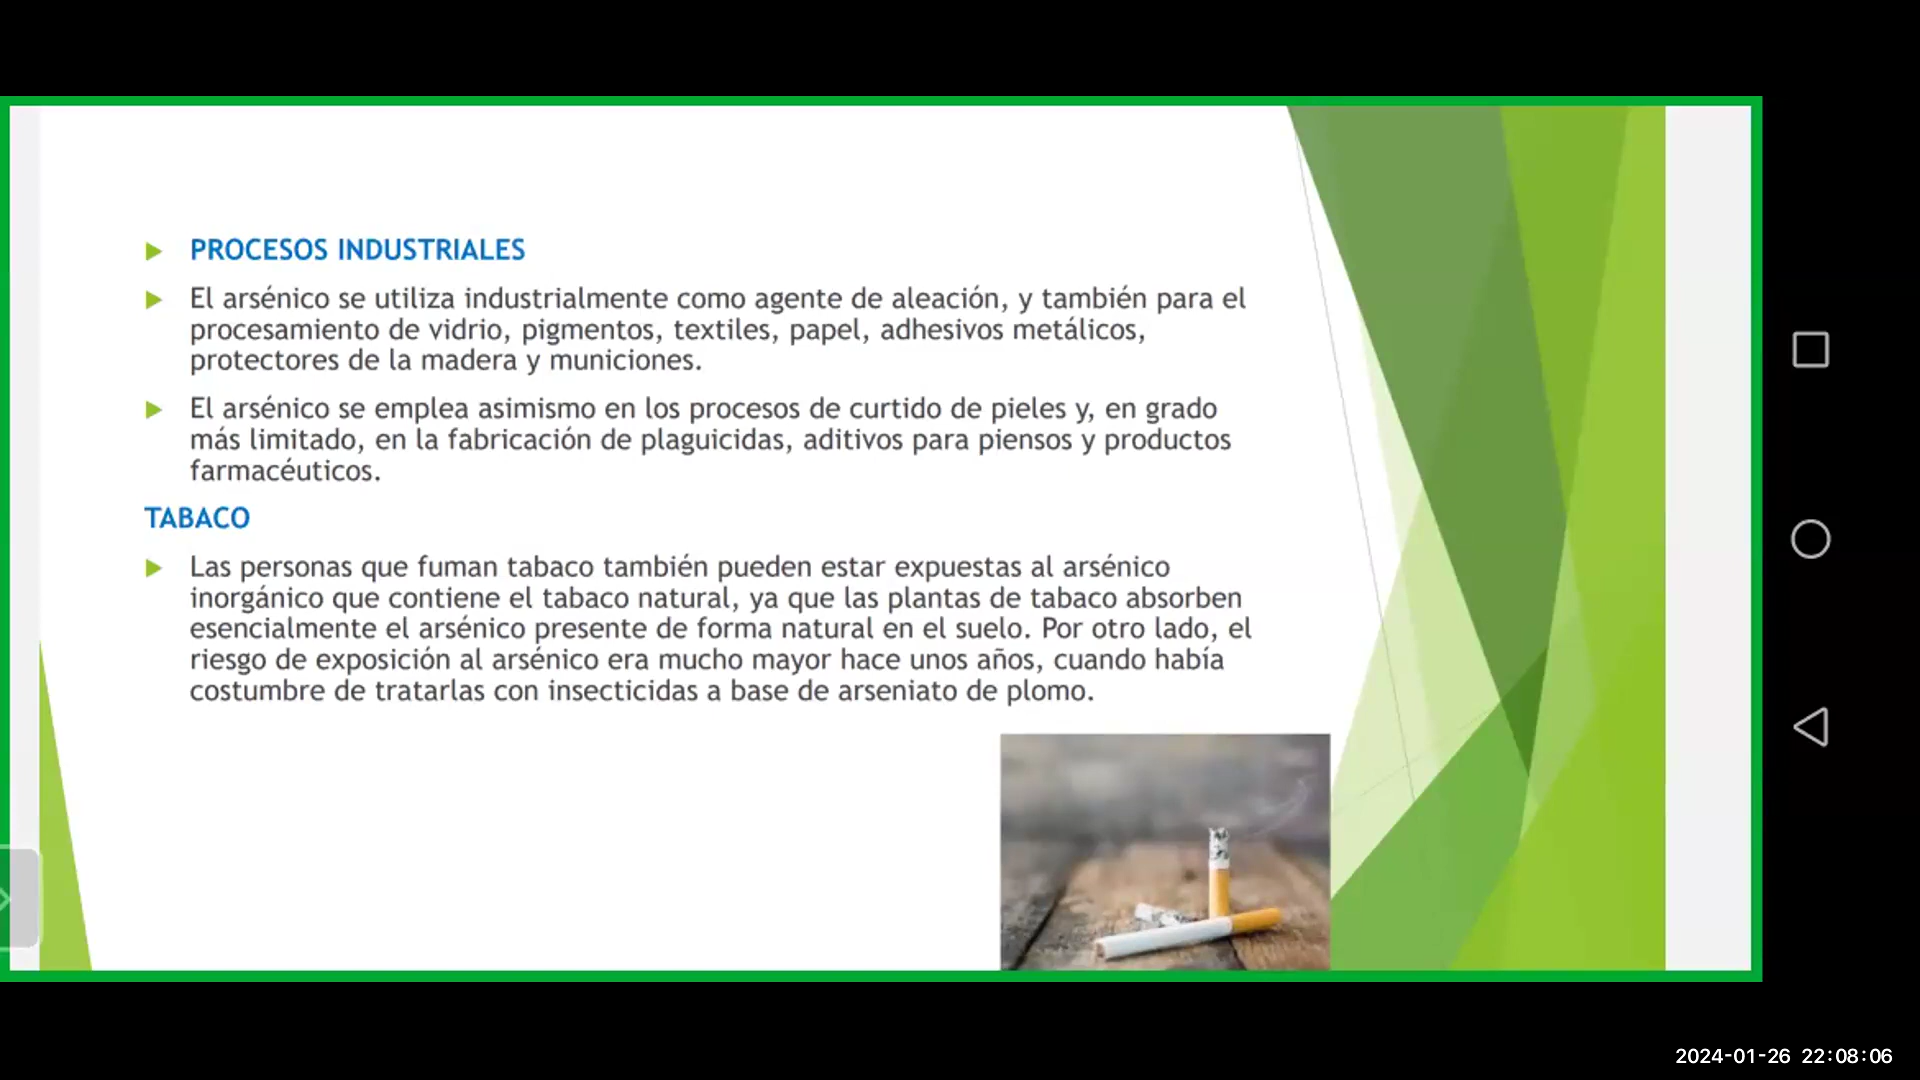 PROCESOS INDUSTRIALES
El arsénico se utiliza industrialmente como agente de aleación, y también para el
procesamiento de vidrio, pigmentos, textiles, papel, adhesivos metálicos,
protectores de la madera y municiones.
El arsénico se emplea asimismo en los procesos de curtido de pieles y, en grado
más limitado, en la fabricación de plaguicidas, aditivos para piensos y productos
farmacéuticos.
TABACO
Las personas que fuman tabaco también pueden estar expuestas al arsénico
inorgánico que contiene el tabaco natural, ya que las plantas de tabaco absorben
esencialmente el arsénico presente de forma natural en el suelo. Por otro lado, el
riesgo de exposición al arsénico era mucho mayor hace unos años, cuando había
costumbre de tratarlas con insecticidas a base de arseniato de plomo.
2024-01-26 22:08:06